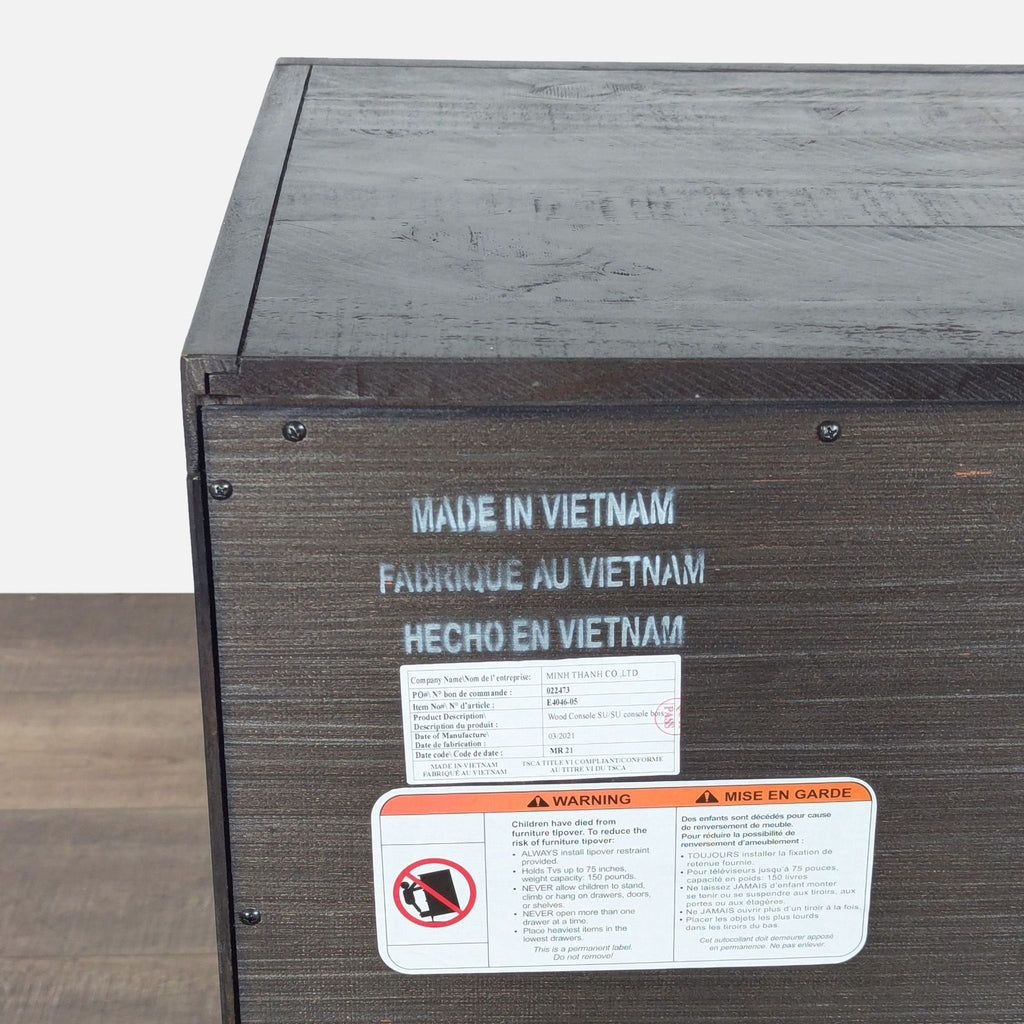 MADE IN VIETNAM
FABRIQUE AU VIETNAM
HECHO EN VIETNAM
Company Name\Nom de l' entreprise: MINH THANH CO.,LTD
PO#\ N° bon de commande : 022473
Item No#\ N° d'article : E4046-05
Product Description\
Description du produit : Wood Console SU/SU console bois
Date of Manufacture\
Date de fabrication : 03/2021
Date code\ Code de date : MR 21
MADE IN VIETNAM
FABRIQUÉ AU VIETNAM
TSCA TITLE VI COMPLIANT/CONFORME
AU TITRE VI DU TSCA
PAS
WARNING
Children have died from
furniture tipover. To reduce the
risk of furniture tipover:
• ALWAYS install tipover restraint
provided.
• Holds Tvs up to 75 inches,
weight capacity: 150 pounds.
• NEVER allow children to stand,
climb or hang on drawers, doors,
or shelves.
• NEVER open more than one
drawer at a time.
• Place heaviest items in the
lowest drawers.
This is a permanent label.
Do not remove!
MISE EN GARDE
Des enfants sont décédés pour cause
de renversement de meuble.
Pour réduire la possibilité de
renversement d'ameublement :
• TOUJOURS installer la fixation de
retenue fournie.
• Pour téléviseurs jusqu'à 75 pouces,
capacité en poids: 150 livres
• Ne laissez JAMAIS d'enfant monter
se tenir ou se suspendre aux tiroirs, aux
portes ou aux étagères.
• Ne JAMAIS ouvrir plus d'un tiroir à la fois.
• Placer les objets les plus lourds
dans les tiroirs du bas.
Cet autocollant doit demeurer apposé
en permanence. Ne pas enlever.